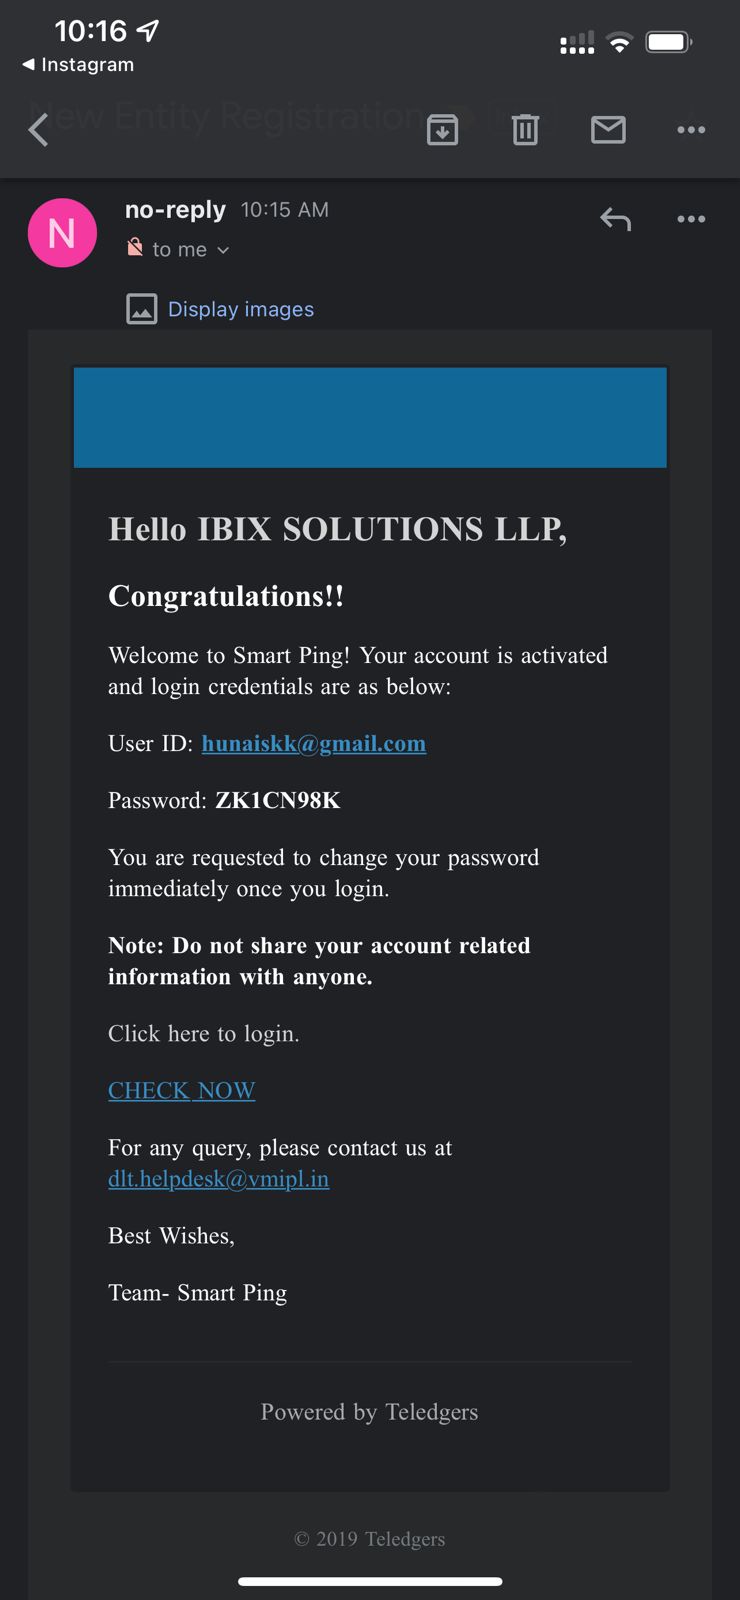 10:16
◀ Instagram
New Entity Registration
N
no-reply 10:15 AM
to me
Display images
Hello IBIX SOLUTIONS LLP,
Congratulations!!
Welcome to Smart Ping! Your account is activated
and login credentials are as below:
User ID: hunaiskk@gmail.com
Password: ZK1CN98K
You are requested to change your password
immediately once you login.
Note: Do not share your account related
information with anyone.
Click here to login.
CHECK NOW
For any query, please contact us at
dlt.helpdesk@vmipl.in
Best Wishes,
Team- Smart Ping
Powered by Teledgers
© 2019 Teledgers